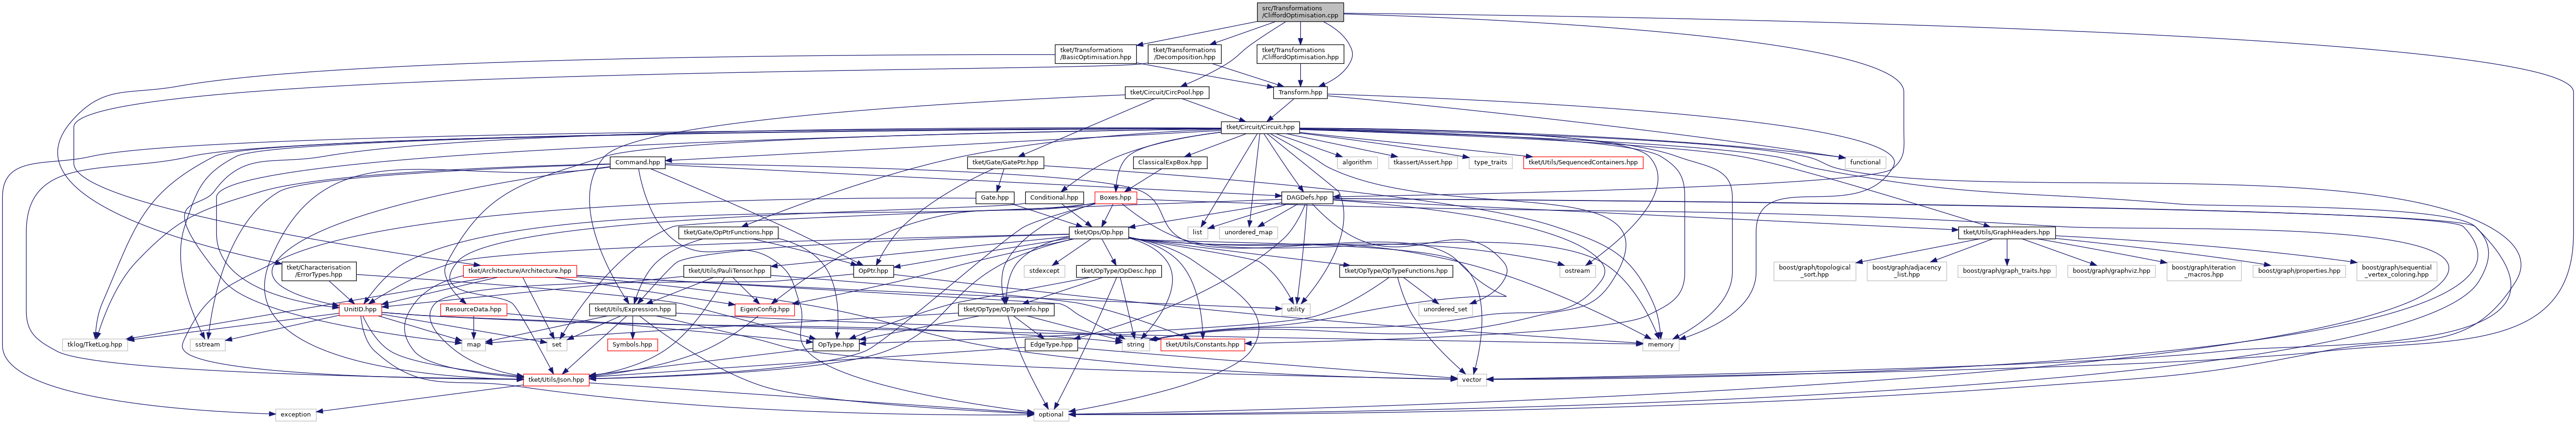 src/Transformations
/CliffordOptimisation.cpp
tket/Transformations
/BasicOptimisation.hpp
tket/Transformations
/Decomposition.hpp
tket/Transformations
/CliffordOptimisation.hpp
tket/Circuit/CircPool.hpp
Transform.hpp
tket/Circuit/Circuit.hpp
Command.hpp
tket/Gate/GatePtr.hpp
ClassicalExpBox.hpp
algorithm
tkassert/Assert.hpp
type_traits
tket/Utils/SequencedContainers.hpp
functional
Gate.hpp
Conditional.hpp
Boxes.hpp
DAGDefs.hpp
tket/Gate/OpPtrFunctions.hpp
tket/Ops/Op.hpp
list
unordered_map
tket/Utils/GraphHeaders.hpp
tket/Characterisation
/ErrorTypes.hpp
tket/Architecture/Architecture.hpp
tket/Utils/PauliTensor.hpp
OpPtr.hpp
stdexcept
tket/OpType/OpDesc.hpp
tket/OpType/OpTypeFunctions.hpp
ostream
boost/graph/topological
_sort.hpp
boost/graph/adjacency
_list.hpp
boost/graph/graph_traits.hpp
boost/graph/graphviz.hpp
boost/graph/iteration
_macros.hpp
boost/graph/properties.hpp
boost/graph/sequential
_vertex_coloring.hpp
UnitID.hpp
ResourceData.hpp
tket/Utils/Expression.hpp
EigenConfig.hpp
tket/OpType/OpTypeInfo.hpp
utility
unordered_set
tklog/TketLog.hpp
sstream
map
set
Symbols.hpp
OpType.hpp
EdgeType.hpp
string
tket/Utils/Constants.hpp
memory
tket/Utils/Json.hpp
vector
exception
optional